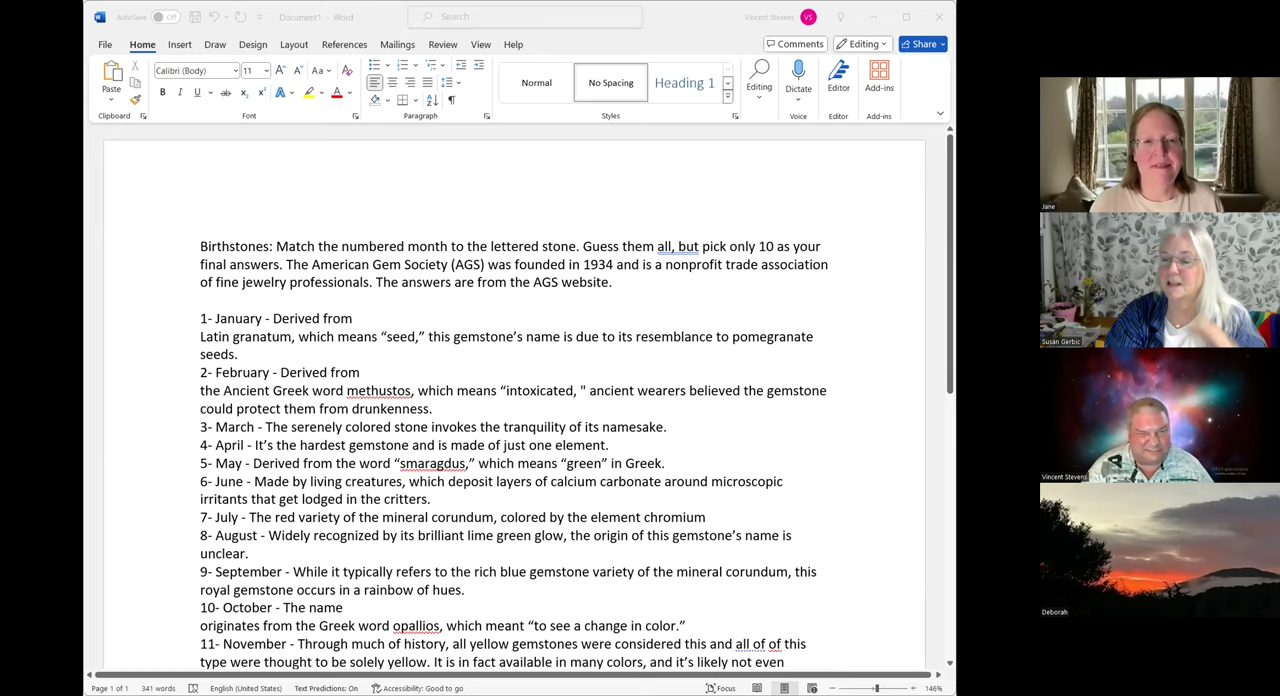 AutoSave Off Document1 - Word Search Vincent Stevens VS
File Home Insert Draw Design Layout References Mailings Review View Help Comments Editing Share
Paste Calibri (Body) 11 Normal No Spacing Heading 1 Editing Dictate Editor Add-ins
Clipboard Font Paragraph Styles Voice Editor Add-ins
Birthstones: Match the numbered month to the lettered stone. Guess them all, but pick only 10 as your
final answers. The American Gem Society (AGS) was founded in 1934 and is a nonprofit trade association
of fine jewelry professionals. The answers are from the AGS website.
1- January - Derived from
Latin granatum, which means “seed,” this gemstone’s name is due to its resemblance to pomegranate
seeds.
2- February - Derived from
the Ancient Greek word methustos, which means “intoxicated, " ancient wearers believed the gemstone
could protect them from drunkenness.
3- March - The serenely colored stone invokes the tranquility of its namesake.
4- April - It’s the hardest gemstone and is made of just one element.
5- May - Derived from the word “smaragdus,” which means “green” in Greek.
6- June - Made by living creatures, which deposit layers of calcium carbonate around microscopic
irritants that get lodged in the critters.
7- July - The red variety of the mineral corundum, colored by the element chromium
8- August - Widely recognized by its brilliant lime green glow, the origin of this gemstone’s name is
unclear.
9- September - While it typically refers to the rich blue gemstone variety of the mineral corundum, this
royal gemstone occurs in a rainbow of hues.
10- October - The name
originates from the Greek word opallios, which meant “to see a change in color.”
11- November - Through much of history, all yellow gemstones were considered this and all of of this
type were thought to be solely yellow. It is in fact available in many colors, and it’s likely not even
Page 1 of 1 341 words English (United States) Text Predictions: On Accessibility: Good to go Focus 146%
Jane
Susan Gerbic
Vincent Stevens
Deborah